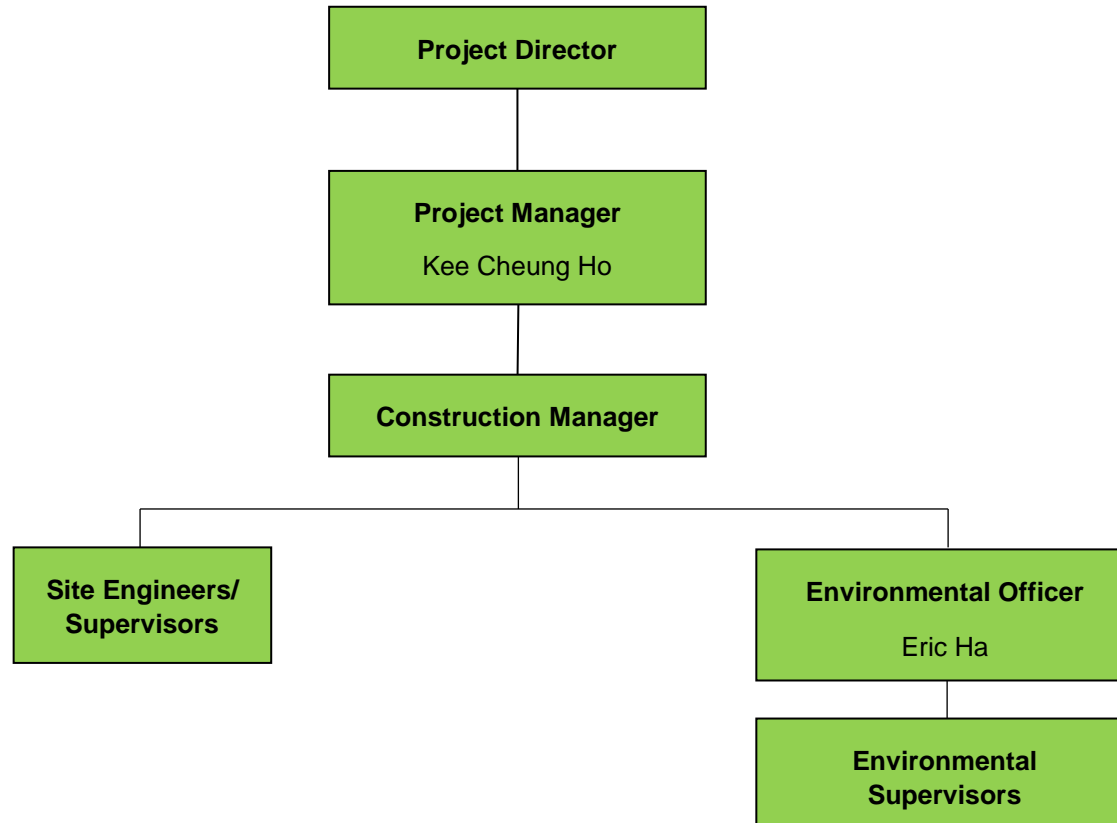 Project Director
Project Manager
Kee Cheung Ho
Construction Manager
Site Engineers/
Supervisors
Environmental Officer
Eric Ha
Environmental
Supervisors